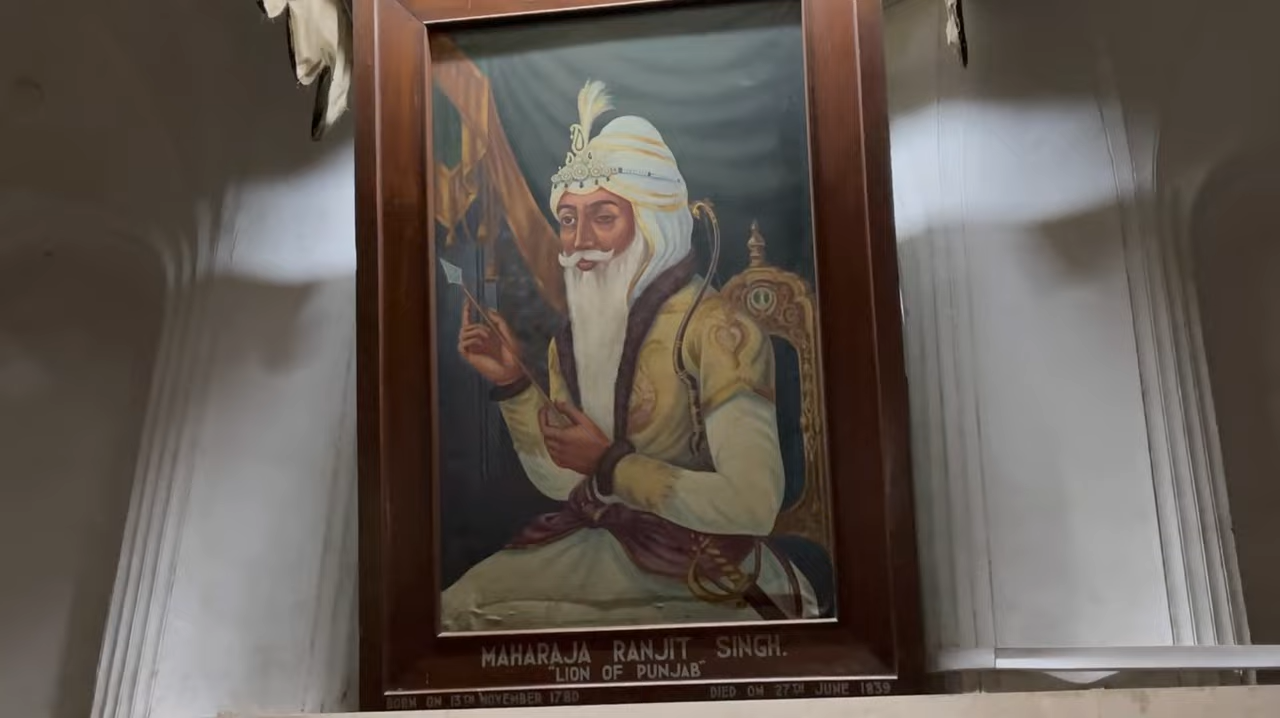 MAHARAJA RANJIT SINGH.
"LION OF PUNJAB"
BORN ON 13TH NOVEMBER 1780 DIED ON 27TH JUNE 1839